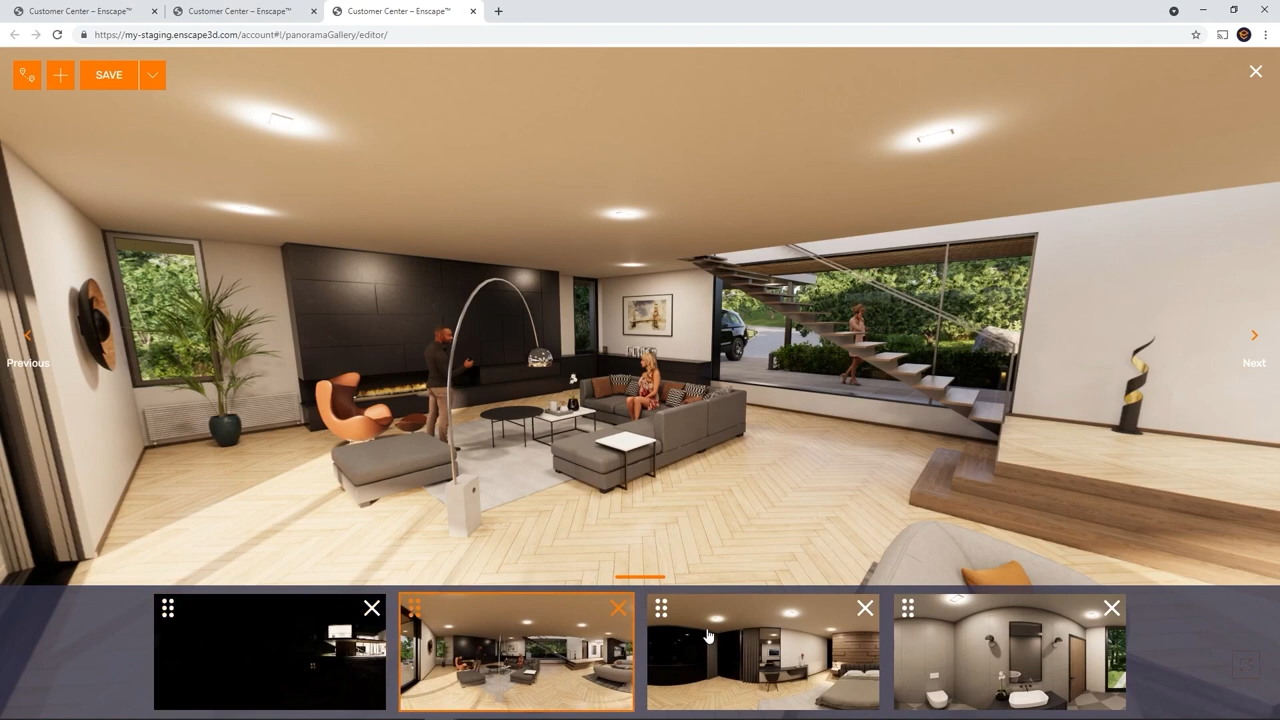 Customer Center – Enscape™
Customer Center – Enscape™
Customer Center – Enscape™
https://my-staging.enscape3d.com/account#!/panoramaGallery/editor/
SAVE
Previous
Next